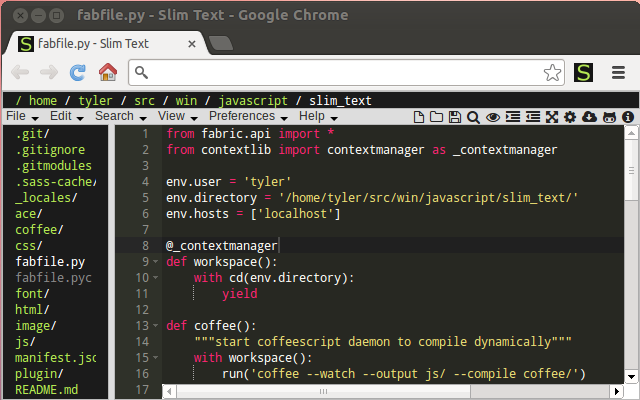 fabfile.py - Slim Text - Google Chrome
S fabfile.py - Slim Text
S
/ home / tyler / src / win / javascript / slim_text
File Edit Search View Preferences Help
.git/
.gitignore
.gitmodules
.sass-cache/
_locales/
ace/
coffee/
css/
fabfile.py
fabfile.pyc
font/
html/
image/
js/
manifest.jsc
plugin/
README.md
1 from fabric.api import *
2 from contextlib import contextmanager as _contextmanager
3
4 env.user = 'tyler'
5 env.directory = '/home/tyler/src/win/javascript/slim_text/'
6 env.hosts = ['localhost']
7
8 @_contextmanager
9 def workspace():
10 with cd(env.directory):
11 yield
12
13 def coffee():
14 """start coffeescript daemon to compile dynamically"""
15 with workspace():
16 run('coffee --watch --output js/ --compile coffee/')
17